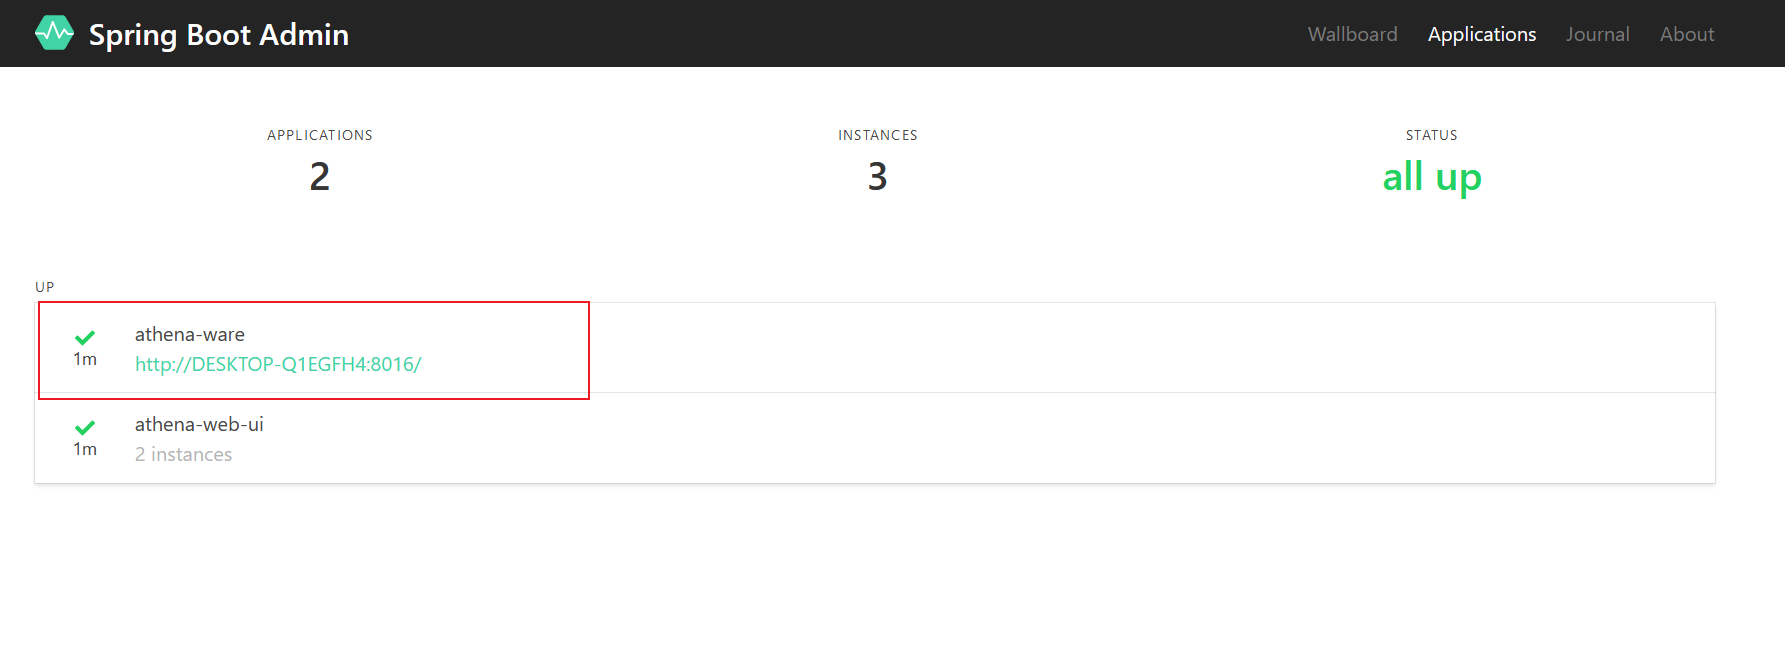 Spring Boot Admin
Wallboard Applications Journal About
APPLICATIONS INSTANCES STATUS
2 3 all up
UP
athena-ware
1m http://DESKTOP-Q1EGFH4:8016/
athena-web-ui
1m 2 instances